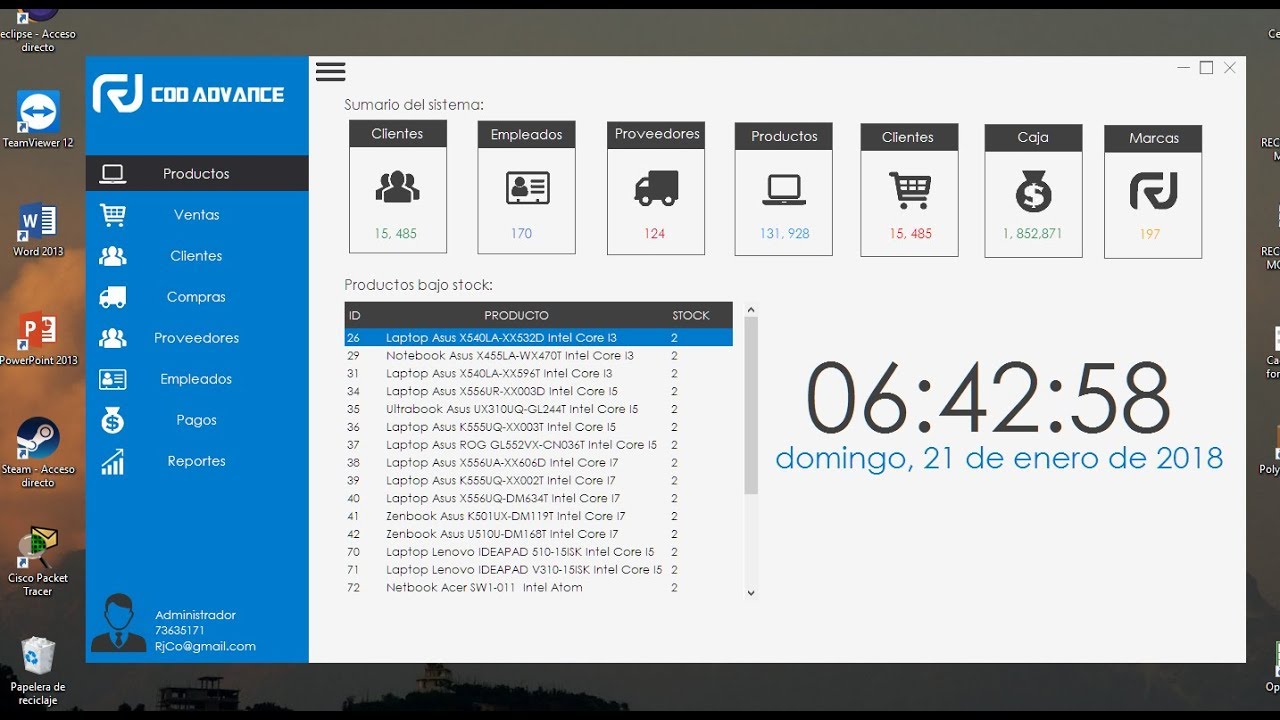 eclipse - Acceso
directo
TeamViewer 12
Word 2013
PowerPoint 2013
Steam - Acceso
directo
Cisco Packet
Tracer
Papelera de
reciclaje
RJ COD ADVANCE
Productos
Ventas
Clientes
Compras
Proveedores
Empleados
Pagos
Reportes
Administrador
73635171
RjCo@gmail.com
Sumario del sistema:
Clientes
15, 485
Empleados
170
Proveedores
124
Productos
131, 928
Clientes
15, 485
Caja
1, 852,871
Marcas
RJ
197
Productos bajo stock:
ID PRODUCTO STOCK
26 Laptop Asus X540LA-XX532D Intel Core I3 2
29 Notebook Asus X455LA-WX470T Intel Core I3 2
31 Laptop Asus X540LA-XX596T Intel Core I3 2
34 Laptop Asus X556UR-XX003D Intel Core I5 2
35 Ultrabook Asus UX310UQ-GL244T Intel Core I5 2
36 Laptop Asus K555UQ-XX003T Intel Core I5 2
37 Laptop Asus ROG GL552VX-CN036T Intel Core I5 2
38 Laptop Asus X556UA-XX606D Intel Core I7 2
39 Laptop Asus K555UQ-XX002T Intel Core I7 2
40 Laptop Asus X556UQ-DM634T Intel Core I7 2
41 Zenbook Asus K501UX-DM119T Intel Core I7 2
42 Zenbook Asus U510U-DM168T Intel Core I7 2
70 Laptop Lenovo IDEAPAD 510-15ISK Intel Core I5 2
71 Laptop Lenovo IDEAPAD V310-15ISK Intel Core I5 2
72 Netbook Acer SW1-011 Intel Atom 2
06:42:58
domingo, 21 de enero de 2018